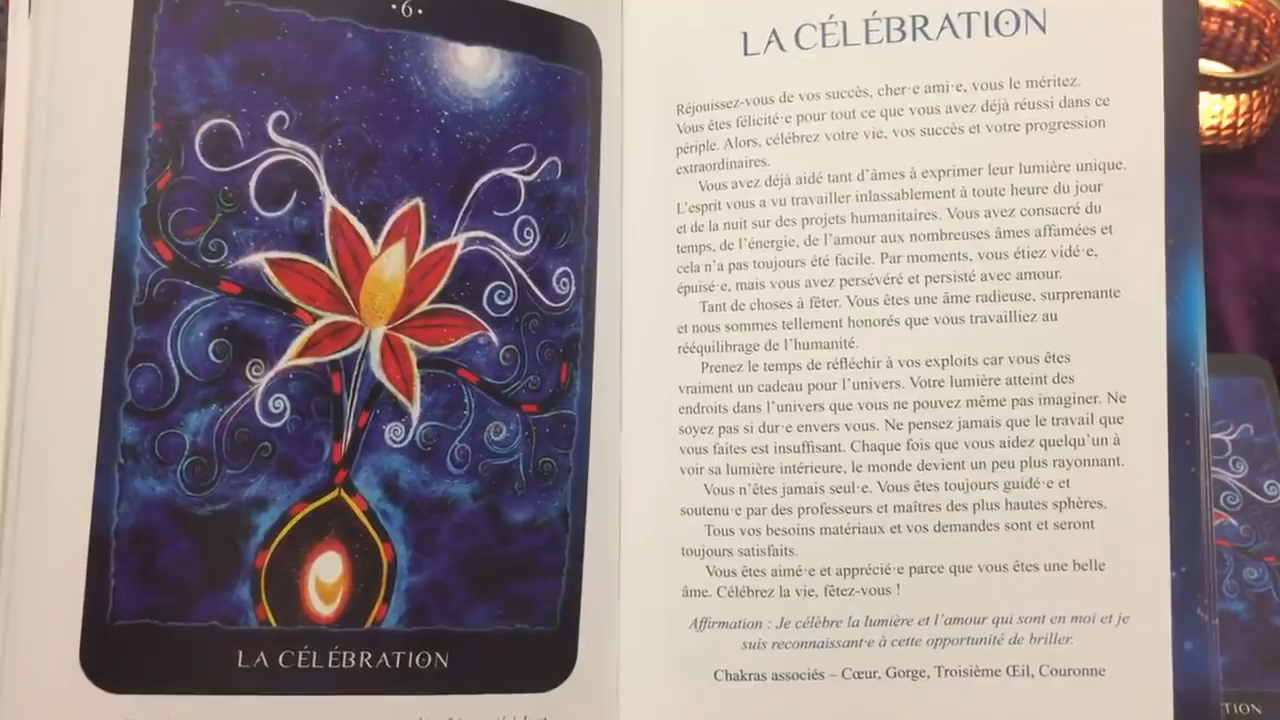 ·6·
LA CÉLÉBRATION
LA CÉLÉBRATION
Réjouissez-vous de vos succès, cher·e ami·e, vous le méritez.
Vous êtes félicité·e pour tout ce que vous avez déjà réussi dans ce
périple. Alors, célébrez votre vie, vos succès et votre progression
extraordinaires.
Vous avez déjà aidé tant d'âmes à exprimer leur lumière unique.
L'esprit vous a vu travailler inlassablement à toute heure du jour
et de la nuit sur des projets humanitaires. Vous avez consacré du
temps, de l'énergie, de l'amour aux nombreuses âmes affamées et
cela n'a pas toujours été facile. Par moments, vous étiez vidé·e,
épuisé·e, mais vous avez persévéré et persisté avec amour.
Tant de choses à fêter. Vous êtes une âme radieuse, surprenante
et nous sommes tellement honorés que vous travailliez au
rééquilibrage de l'humanité.
Prenez le temps de réfléchir à vos exploits car vous êtes
vraiment un cadeau pour l'univers. Votre lumière atteint des
endroits dans l'univers que vous ne pouvez même pas imaginer. Ne
soyez pas si dur·e envers vous. Ne pensez jamais que le travail que
vous faites est insuffisant. Chaque fois que vous aidez quelqu'un à
voir sa lumière intérieure, le monde devient un peu plus rayonnant.
Vous n'êtes jamais seul·e. Vous êtes toujours guidé·e et
soutenu·e par des professeurs et maîtres des plus hautes sphères.
Tous vos besoins matériaux et vos demandes sont et seront
toujours satisfaits.
Vous êtes aimé·e et apprécié·e parce que vous êtes une belle
âme. Célébrez la vie, fêtez-vous !
Affirmation : Je célèbre la lumière et l'amour qui sont en moi et je
suis reconnaissant·e à cette opportunité de briller.
Chakras associés – Cœur, Gorge, Troisième Œil, Couronne
TION